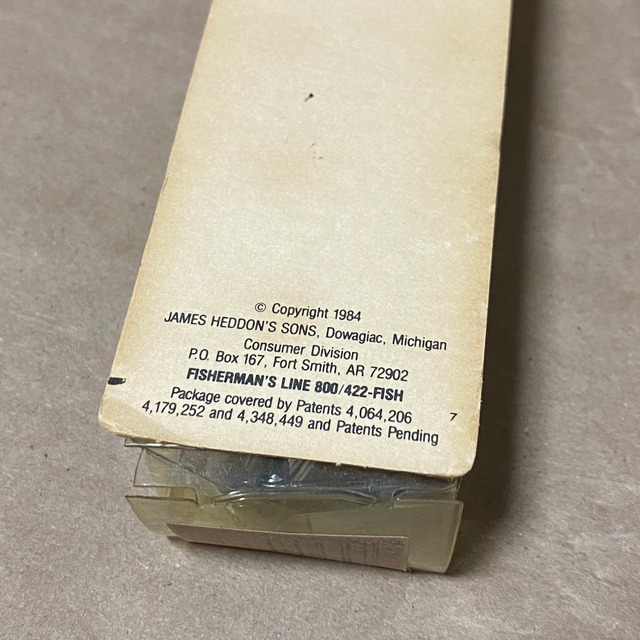 © Copyright 1984
JAMES HEDDON'S SONS, Dowagiac, Michigan
Consumer Division
P.O. Box 167, Fort Smith, AR 72902
FISHERMAN'S LINE 800/422-FISH
Package covered by Patents 4,064,206
4,179,252 and 4,348,449 and Patents Pending
7